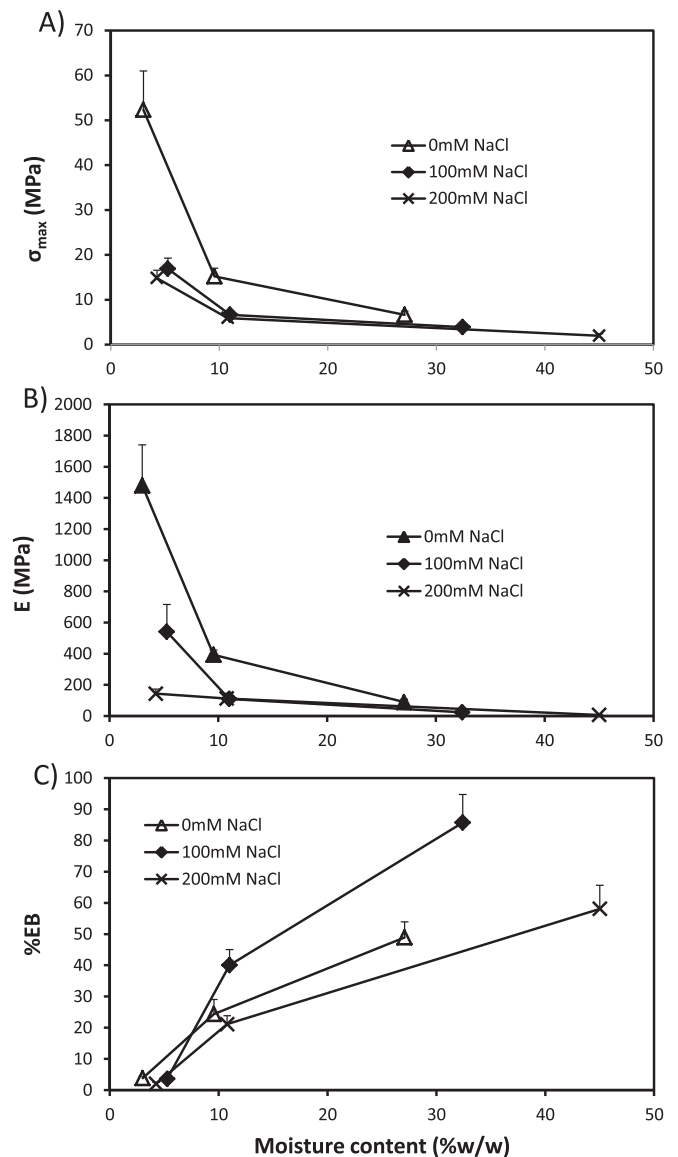 A)
70
60
50
40
30
20
10
0
σmax (MPa)
0mM NaCl
100mM NaCl
200mM NaCl
0 10 20 30 40 50
B)
2000
1800
1600
1400
1200
1000
800
600
400
200
0
E (MPa)
0mM NaCl
100mM NaCl
200mM NaCl
0 10 20 30 40 50
C)
100
90
80
70
60
50
40
30
20
10
0
%EB
0mM NaCl
100mM NaCl
200mM NaCl
0 10 20 30 40 50
Moisture content (%w/w)